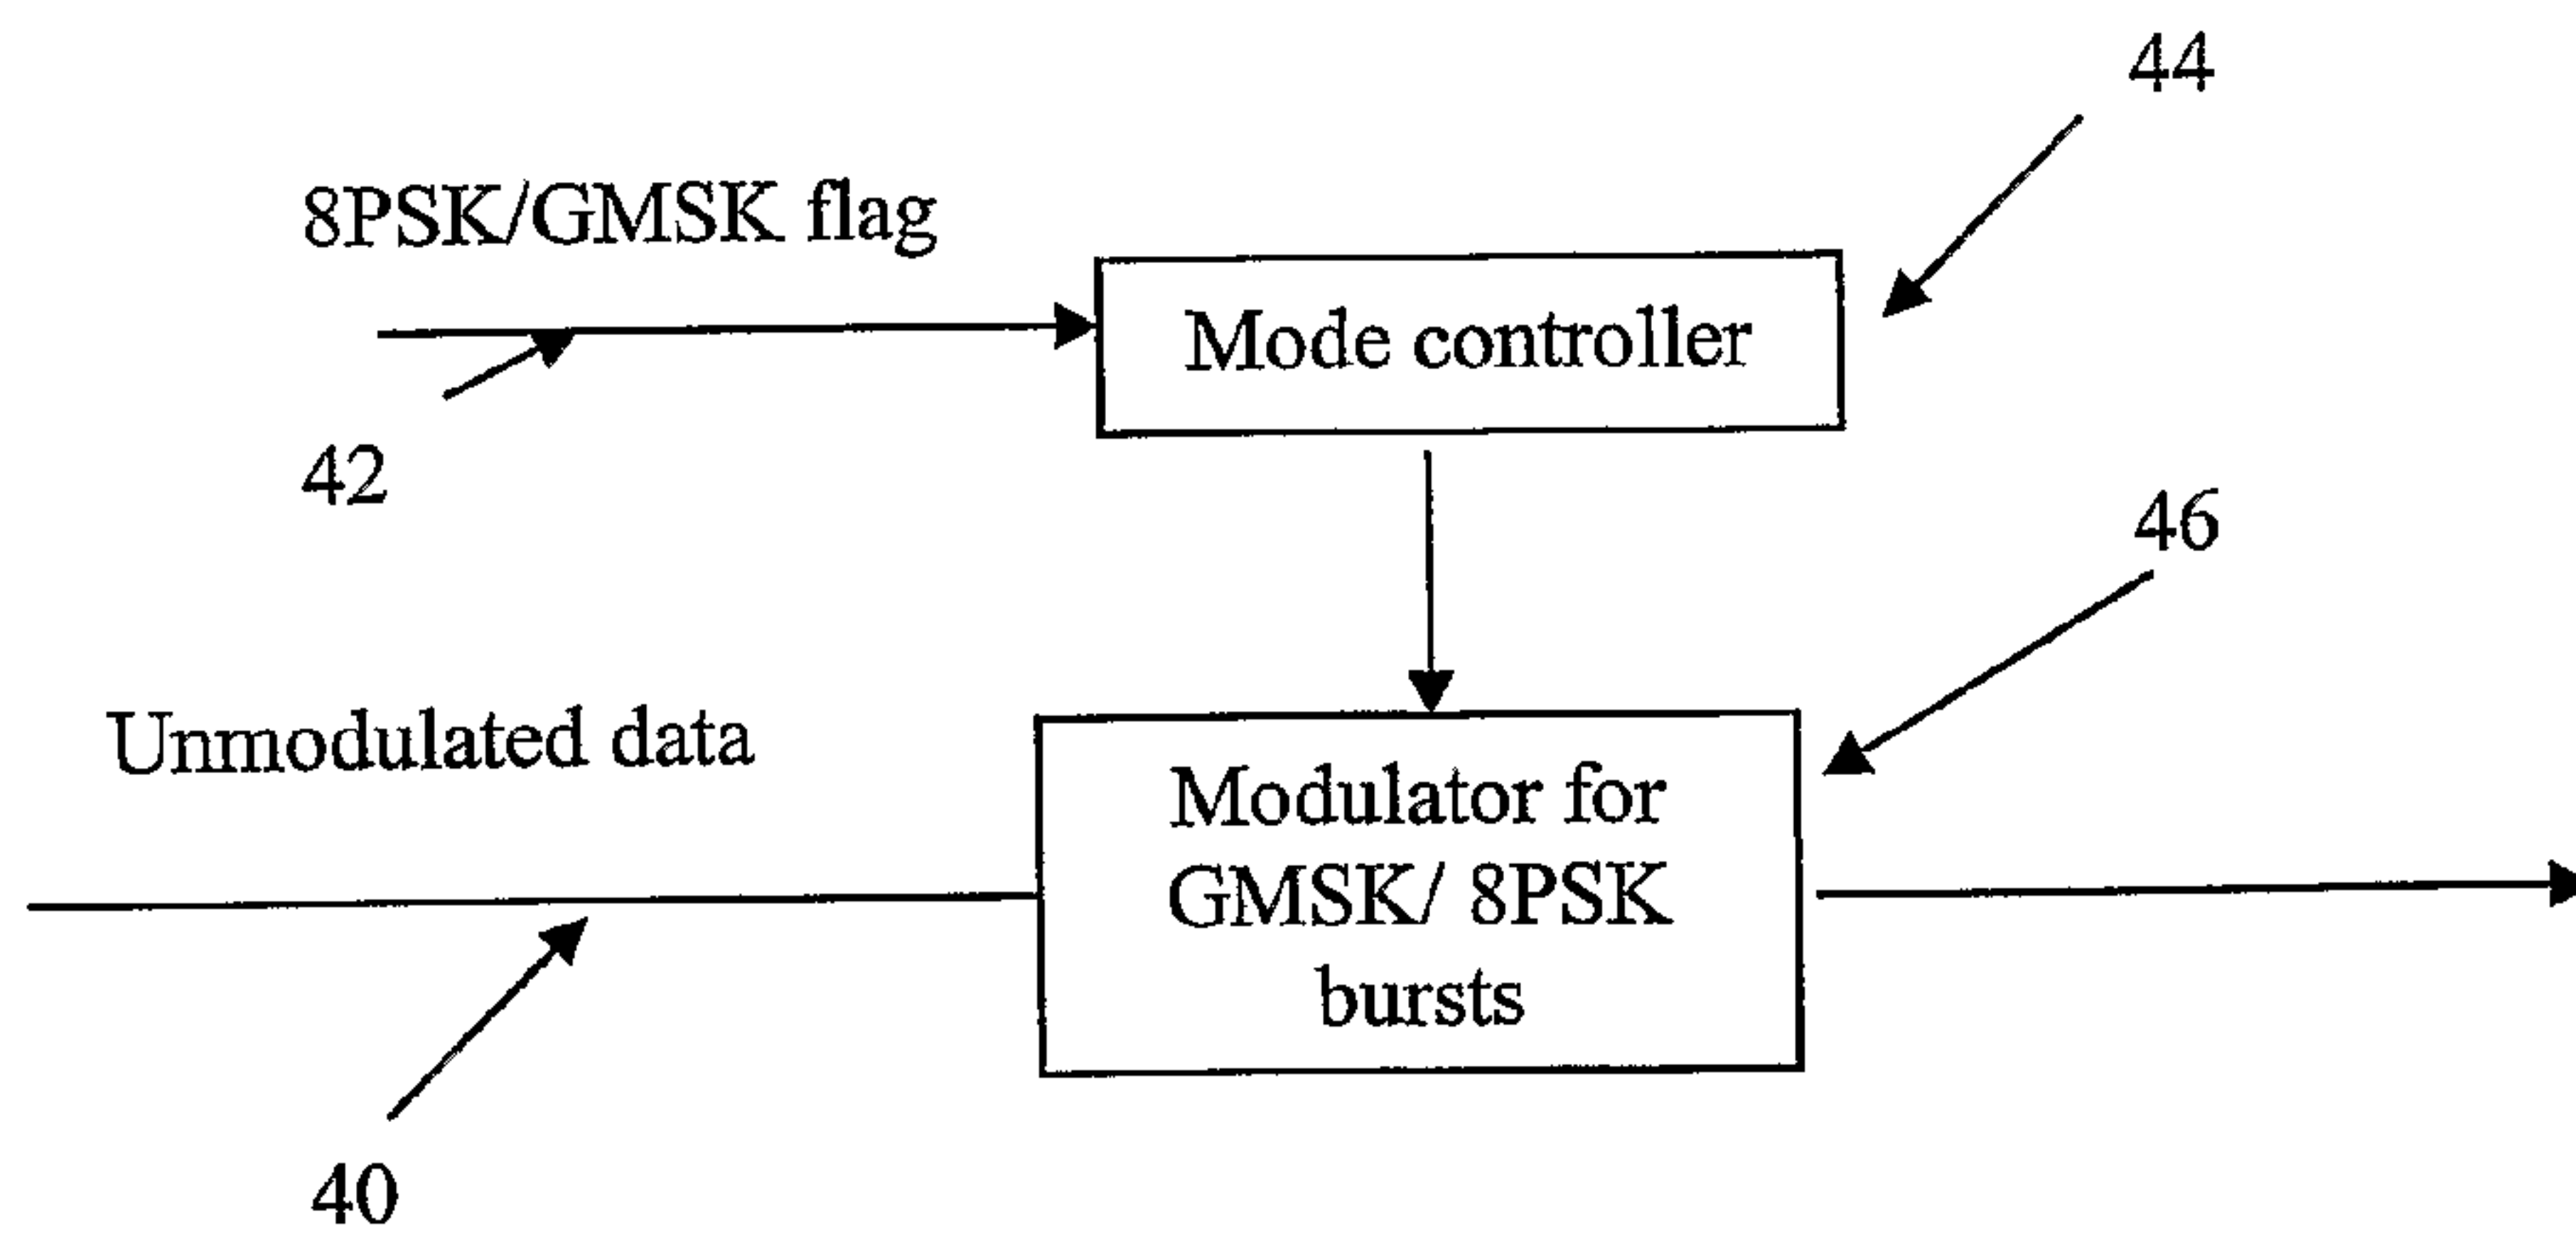 44
8PSK/GMSK flag
Mode controller
42
46
Unmodulated data
Modulator for
GMSK/ 8PSK
bursts
40